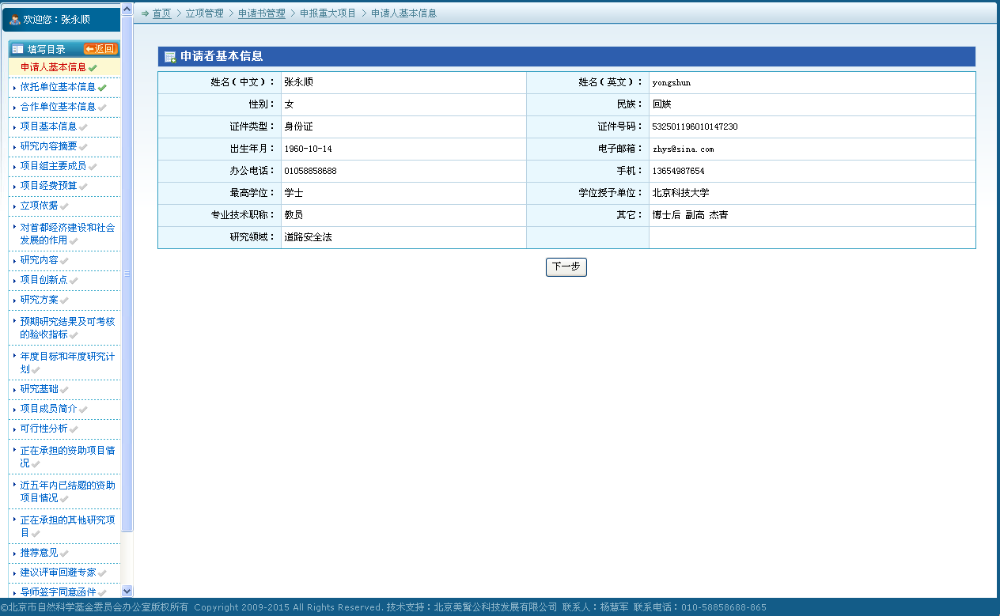 欢迎您：张永顺
首页 > 立项管理 > 申请书管理 > 申报重大项目 > 申请人基本信息
填写目录 返回
申请人基本信息
依托单位基本信息
合作单位基本信息
项目基本信息
研究内容摘要
项目组主要成员
项目经费预算
立项依据
对首都经济建设和社会
发展的作用
研究内容
项目创新点
研究方案
预期研究结果及可考核
的验收指标
年度目标和年度研究计
划
研究基础
项目成员简介
可行性分析
正在承担的资助项目情
况
近五年内已结题的资助
项目情况
正在承担的其他研究项
目
推荐意见
建议评审回避专家
导师签字同意函件
申请者基本信息
姓名(中文)： 张永顺 姓名(英文)： yongshun
性别： 女 民族： 回族
证件类型： 身份证 证件号码： 532501196010147230
出生年月： 1960-10-14 电子邮箱： zhys@sina.com
办公电话： 01058858688 手机： 13654987654
最高学位： 学士 学位授予单位： 北京科技大学
专业技术职称： 教员 其它： 博士后 副高 杰青
研究领域： 道路安全法
下一步
©北京市自然科学基金委员会办公室版权所有 Copyright 2009-2015 All Rights Reserved. 技术支持：北京美髯公科技发展有限公司 联系人：杨慧军 联系电话：010-58858688-865